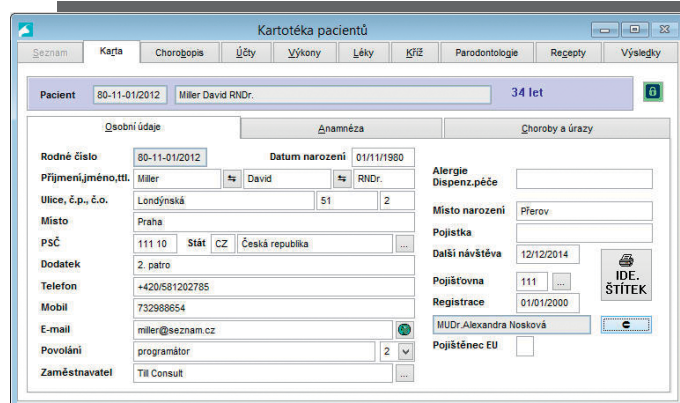 Kartotéka pacientů
Seznam Karta Chorobopis Účty Výkony Léky Kříž Parodontologie Recepty Výsledky
Pacient 80-11-01/2012 Miller David RNDr. 34 let
Osobní údaje Anamnéza Choroby a úrazy
Rodné číslo 80-11-01/2012 Datum narození 01/11/1980
Přijmení,jméno,ttl. Miller David RNDr.
Ulice, č.p., č.o. Londýnská 51 2
Místo Praha
PSČ 111 10 Stát CZ Česká republika ...
Dodatek 2. patro
Telefon +420/581202785
Mobil 732988654
E-mail miller@seznam.cz
Povolání programátor 2
Zaměstnavatel Till Consult ...
Alergie
Dispenz.péče
Místo narození Přerov
Pojistka
Další návštěva 12/12/2014
Pojišťovna 111 ...
Registrace 01/01/2000
MUDr.Alexandra Nosková
Pojištěnec EU
IDE.
ŠTÍTEK